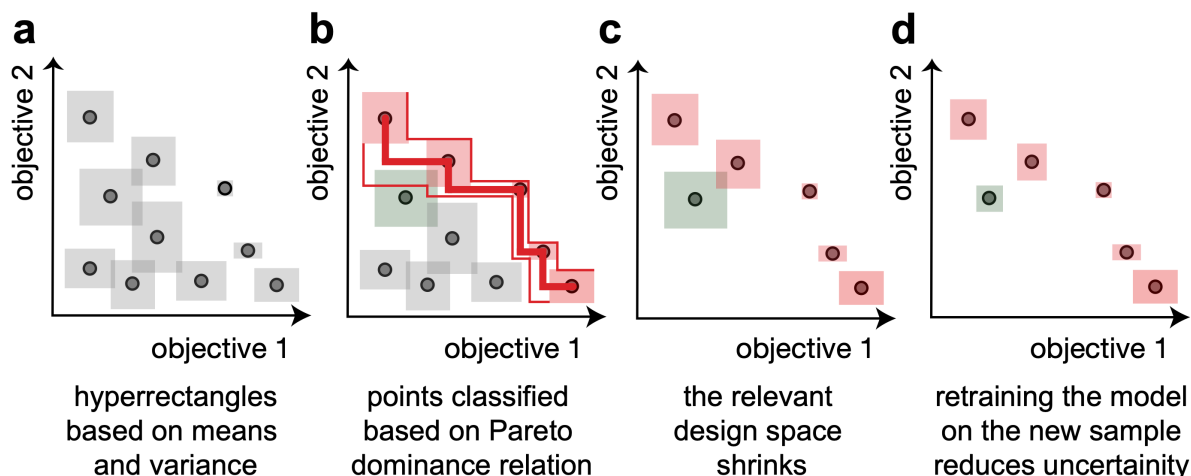 a
b
c
d
objective 2
objective 2
objective 2
objective 2
objective 1
objective 1
objective 1
objective 1
hyperrectangles
based on means
and variance
points classified
based on Pareto
dominance relation
the relevant
design space
shrinks
retraining the model
on the new sample
reduces uncertainity